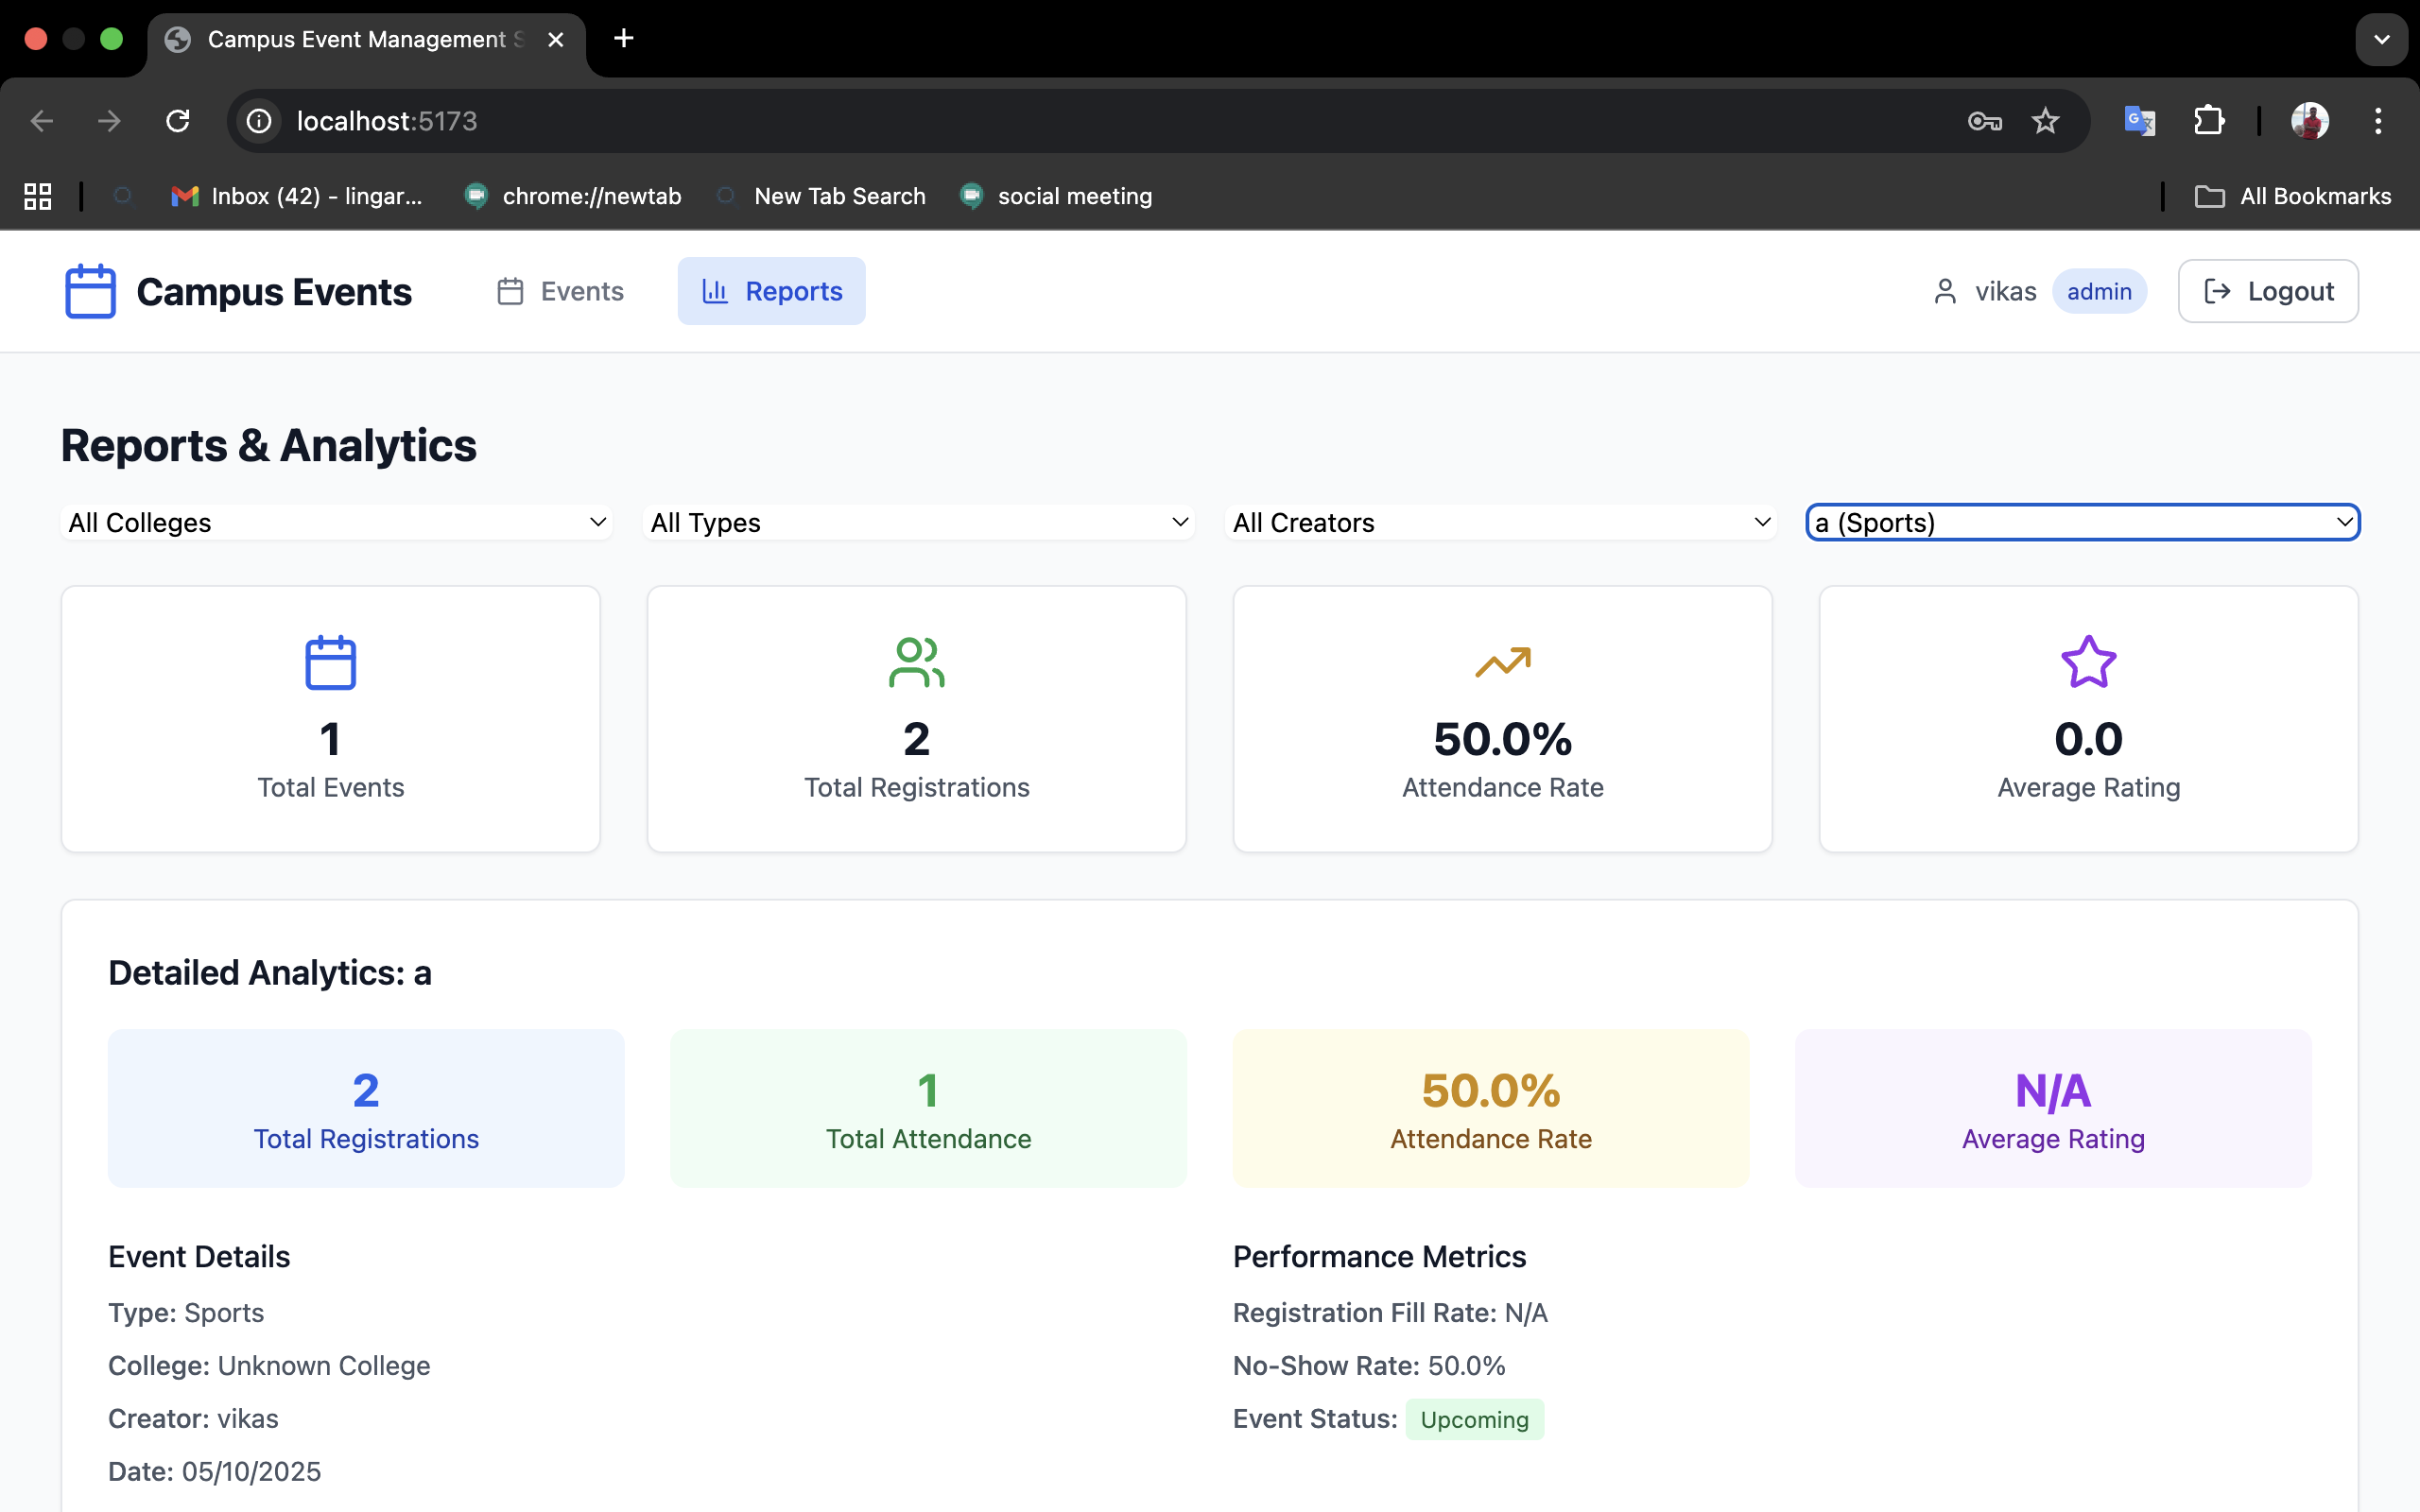 Campus Event Management S
localhost:5173
Inbox (42) - lingar...
chrome://newtab
New Tab Search
social meeting
All Bookmarks
Campus Events
Events
Reports
vikas
admin
Logout
Reports & Analytics
All Colleges
All Types
All Creators
a (Sports)
1
Total Events
2
Total Registrations
50.0%
Attendance Rate
0.0
Average Rating
Detailed Analytics: a
2
Total Registrations
1
Total Attendance
50.0%
Attendance Rate
N/A
Average Rating
Event Details
Type: Sports
College: Unknown College
Creator: vikas
Date: 05/10/2025
Performance Metrics
Registration Fill Rate: N/A
No-Show Rate: 50.0%
Event Status: Upcoming